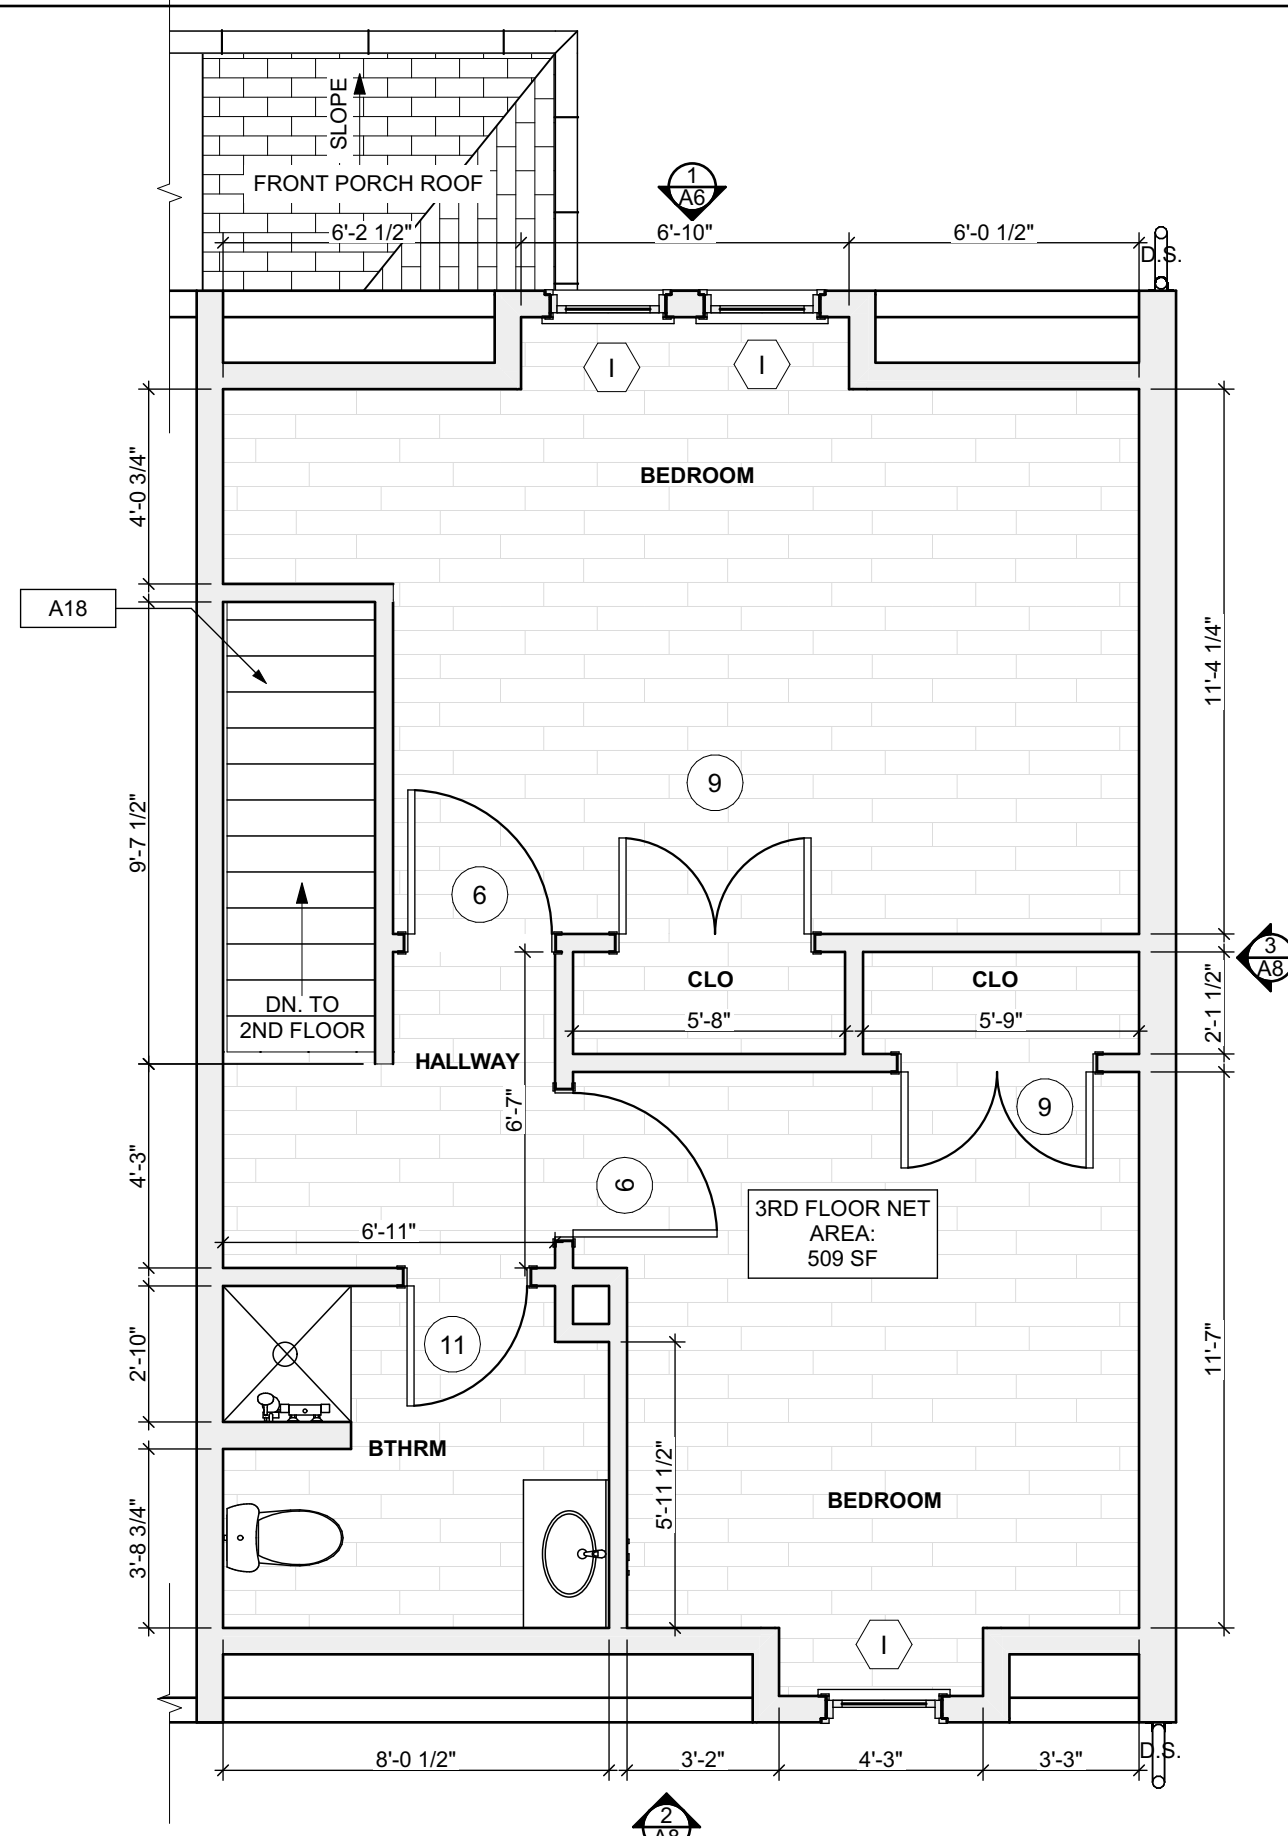 SLOPE
FRONT PORCH ROOF
1
A6
6'-2 1/2"
6'-10"
6'-0 1/2"
D.S.
I
I
4'-0 3/4"
BEDROOM
A18
11'-4 1/4"
9
9'-7 1/2"
6
3
A8
CLO
CLO
5'-8"
5'-9"
2'-1 1/2"
DN. TO
2ND FLOOR
HALLWAY
6'-7"
9
4'-3"
6
3RD FLOOR NET
AREA:
509 SF
6'-11"
11
2'-10"
11'-7"
BTHRM
5'-11 1/2"
BEDROOM
3'-8 3/4"
I
8'-0 1/2"
3'-2"
4'-3"
3'-3"
D.S.
2
A8